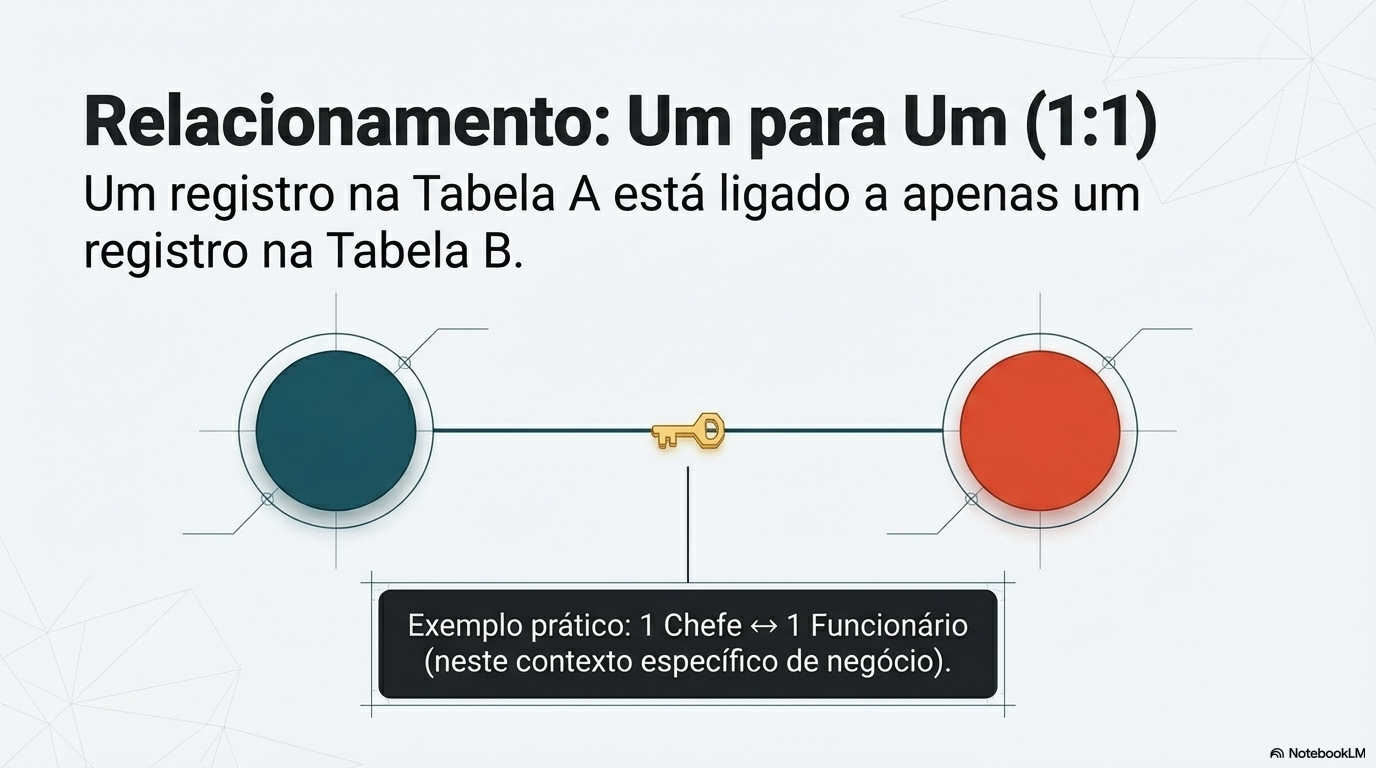 Relacionamento: Um para Um (1:1)
Um registro na Tabela A está ligado a apenas um
registro na Tabela B.
Exemplo prático: 1 Chefe ↔ 1 Funcionário
(neste contexto específico de negócio).
NotebookLM